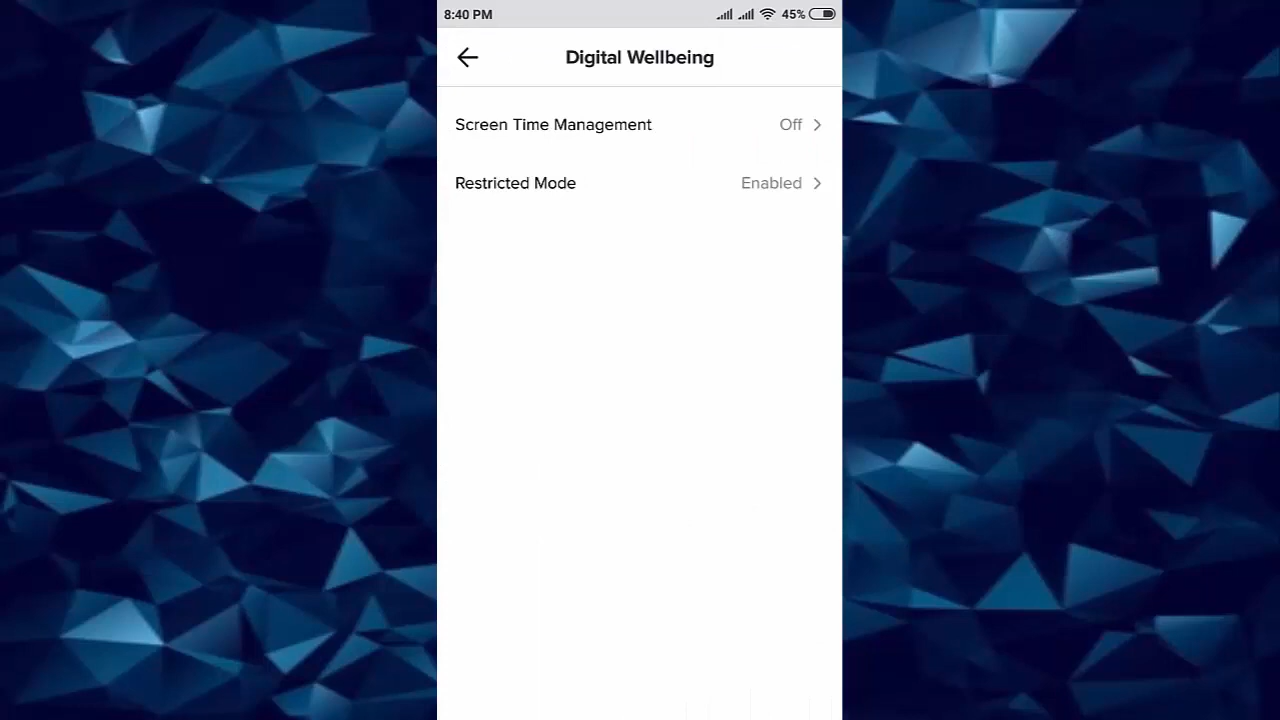 8:40 PM 45%
Digital Wellbeing
Screen Time Management Off
Restricted Mode Enabled